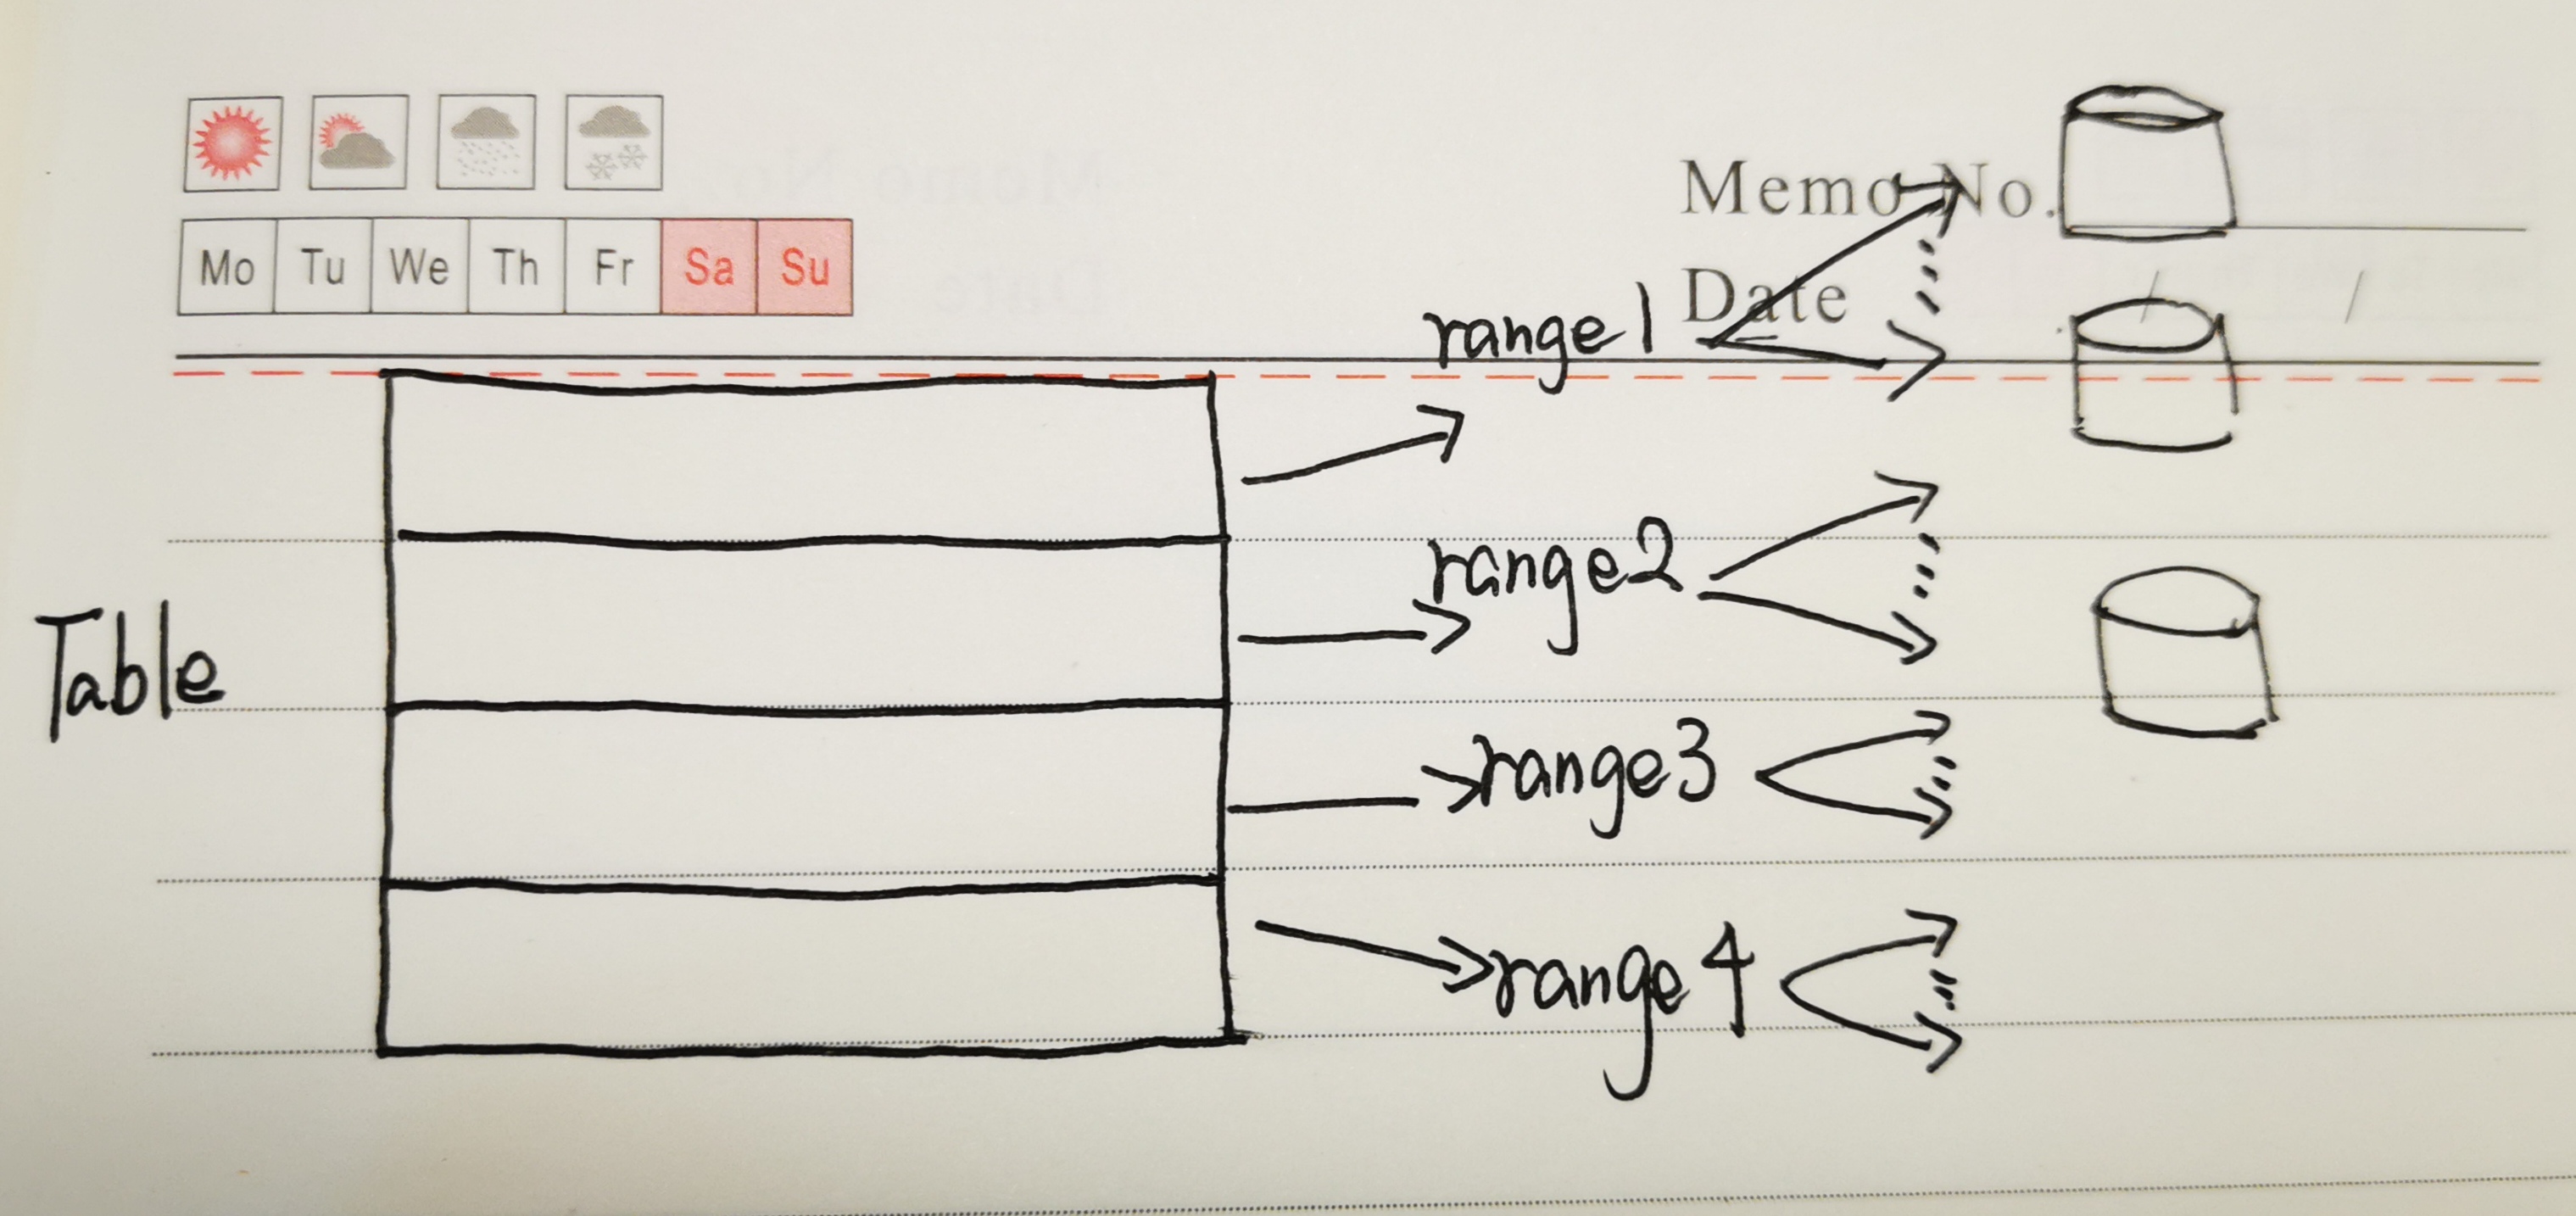 Memo No.
Mo Tu We Th Fr Sa Su
Date / /
range1
range2
Table
range3
range4